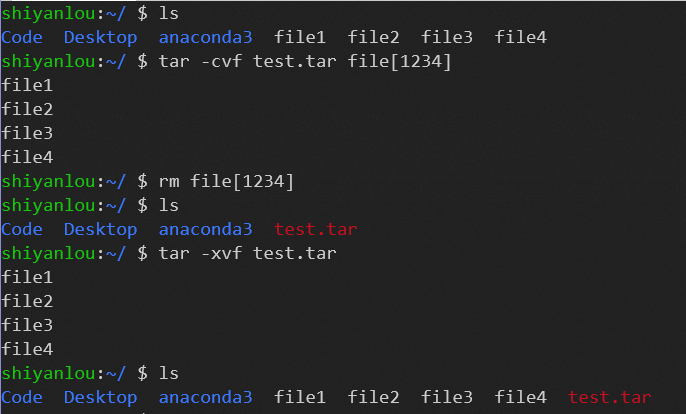 shiyanlou:~/ $ ls
Code  Desktop  anaconda3  file1  file2  file3  file4
shiyanlou:~/ $ tar -cvf test.tar file[1234]
file1
file2
file3
file4
shiyanlou:~/ $ rm file[1234]
shiyanlou:~/ $ ls
Code  Desktop  anaconda3  test.tar
shiyanlou:~/ $ tar -xvf test.tar
file1
file2
file3
file4
shiyanlou:~/ $ ls
Code  Desktop  anaconda3  file1  file2  file3  file4  test.tar